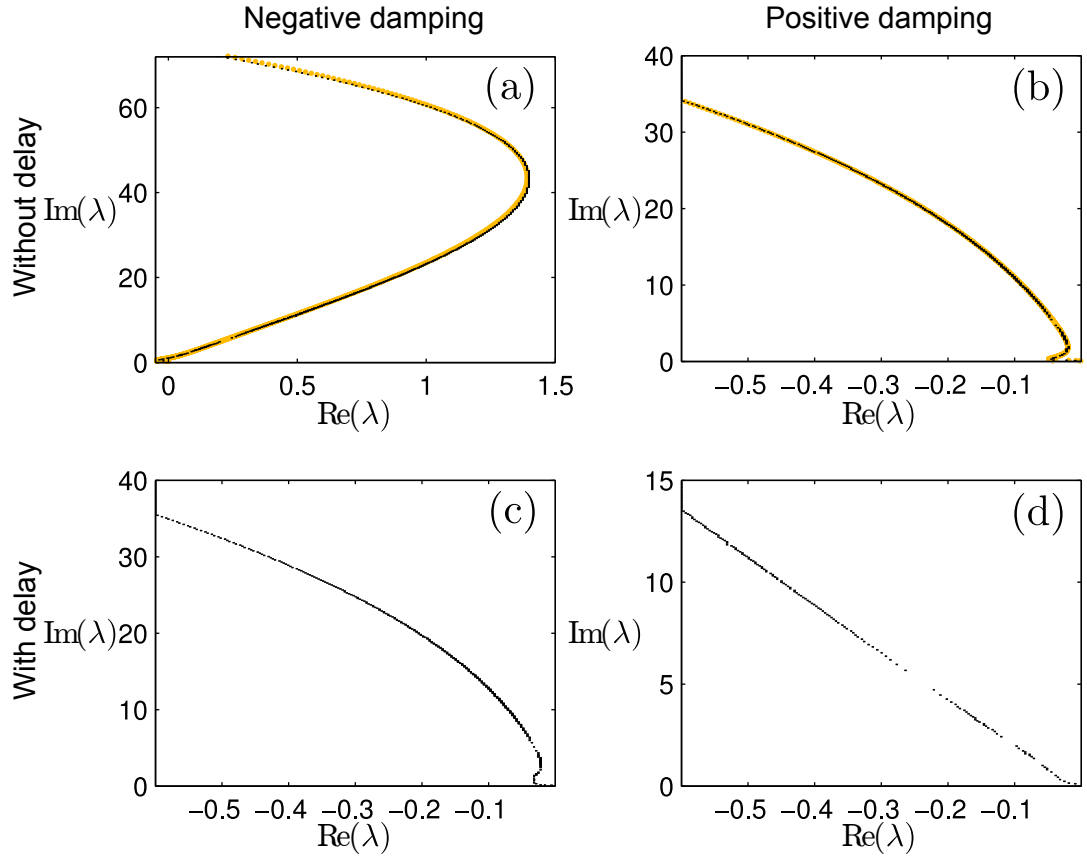 Negative damping
Positive damping
Without delay
With delay
(a)
60
40
20
0
Im(λ)
0
0.5
1
1.5
Re(λ)
(b)
40
30
20
10
0
Im(λ)
−0.5
−0.4
−0.3
−0.2
−0.1
Re(λ)
(c)
40
30
20
10
0
Im(λ)
−0.5
−0.4
−0.3
−0.2
−0.1
Re(λ)
(d)
15
10
5
0
Im(λ)
−0.5
−0.4
−0.3
−0.2
−0.1
Re(λ)